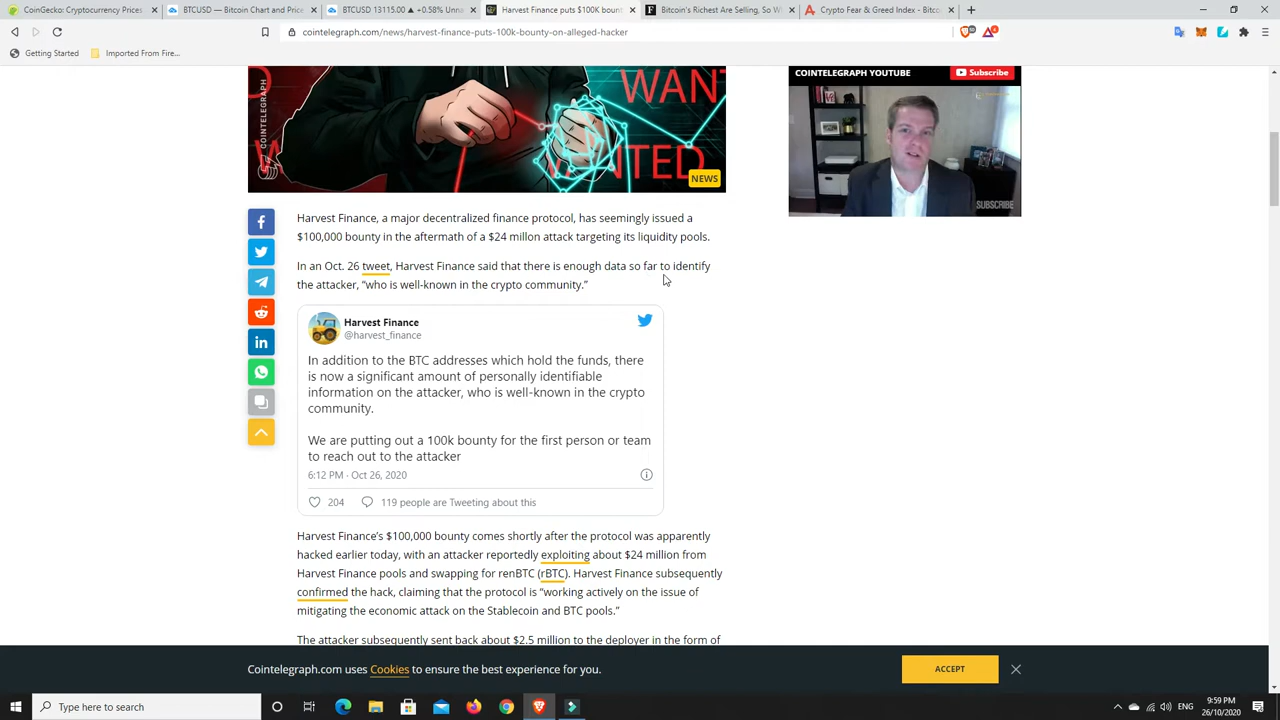 CoinGecko: Cryptocurrency Prices
BTCUSD — Bitcoin Chart and Price
BTCUSD 13115.00 ▲ +0.58% Unna
Harvest Finance puts $100K bount
Bitcoin's Richest Are Selling, So W
Crypto Fear & Greed Index - Bitco
cointelegraph.com/news/harvest-finance-puts-100k-bounty-on-alleged-hacker
Getting Started
Imported From Fire...
COINTELEGRAPH YOUTUBE
Subscribe
WAN
WANTED
COINTELEGRAPH
NEWS
SUBSCRIBE
Harvest Finance, a major decentralized finance protocol, has seemingly issued a
$100,000 bounty in the aftermath of a $24 millon attack targeting its liquidity pools.
In an Oct. 26 tweet, Harvest Finance said that there is enough data so far to identify
the attacker, “who is well-known in the crypto community.”
Harvest Finance
@harvest_finance
In addition to the BTC addresses which hold the funds, there
is now a significant amount of personally identifiable
information on the attacker, who is well-known in the crypto
community.
We are putting out a 100k bounty for the first person or team
to reach out to the attacker
6:12 PM · Oct 26, 2020
204
119 people are Tweeting about this
Harvest Finance’s $100,000 bounty comes shortly after the protocol was apparently
hacked earlier today, with an attacker reportedly exploiting about $24 million from
Harvest Finance pools and swapping for renBTC (rBTC). Harvest Finance subsequently
confirmed the hack, claiming that the protocol is “working actively on the issue of
mitigating the economic attack on the Stablecoin and BTC pools.”
The attacker subsequently sent back about $2.5 million to the deployer in the form of
Cointelegraph.com uses Cookies to ensure the best experience for you.
ACCEPT
Type here to search
ENG
9:59 PM
26/10/2020